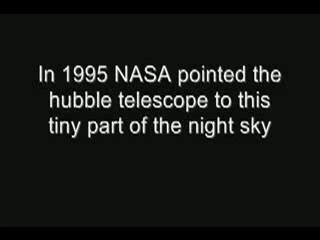 In 1995 NASA pointed the
hubble telescope to this
tiny part of the night sky